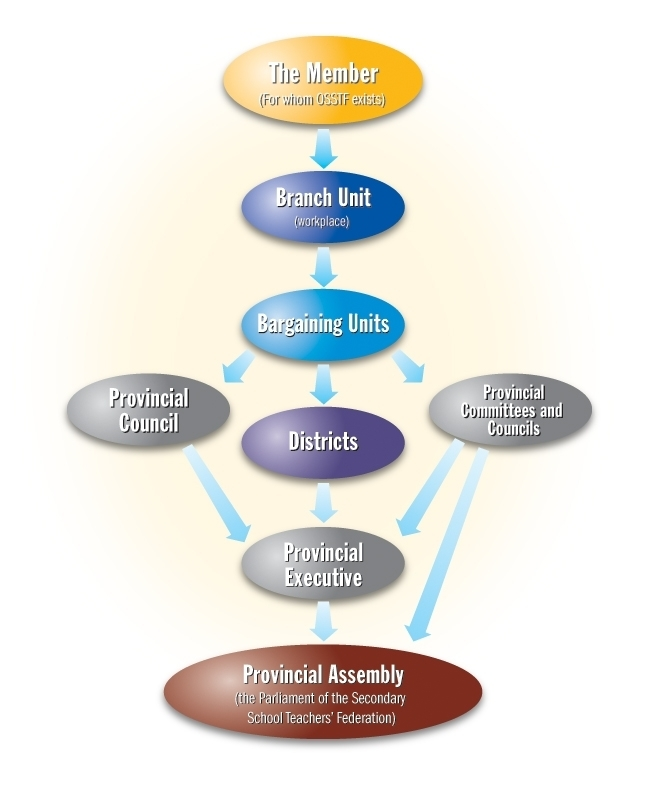 The Member
(For whom OSSTF exists)
Branch Unit
(workplace)
Bargaining Units
Provincial
Council
Districts
Provincial
Committees and
Councils
Provincial
Executive
Provincial Assembly
(the Parliament of the Secondary
School Teachers' Federation)